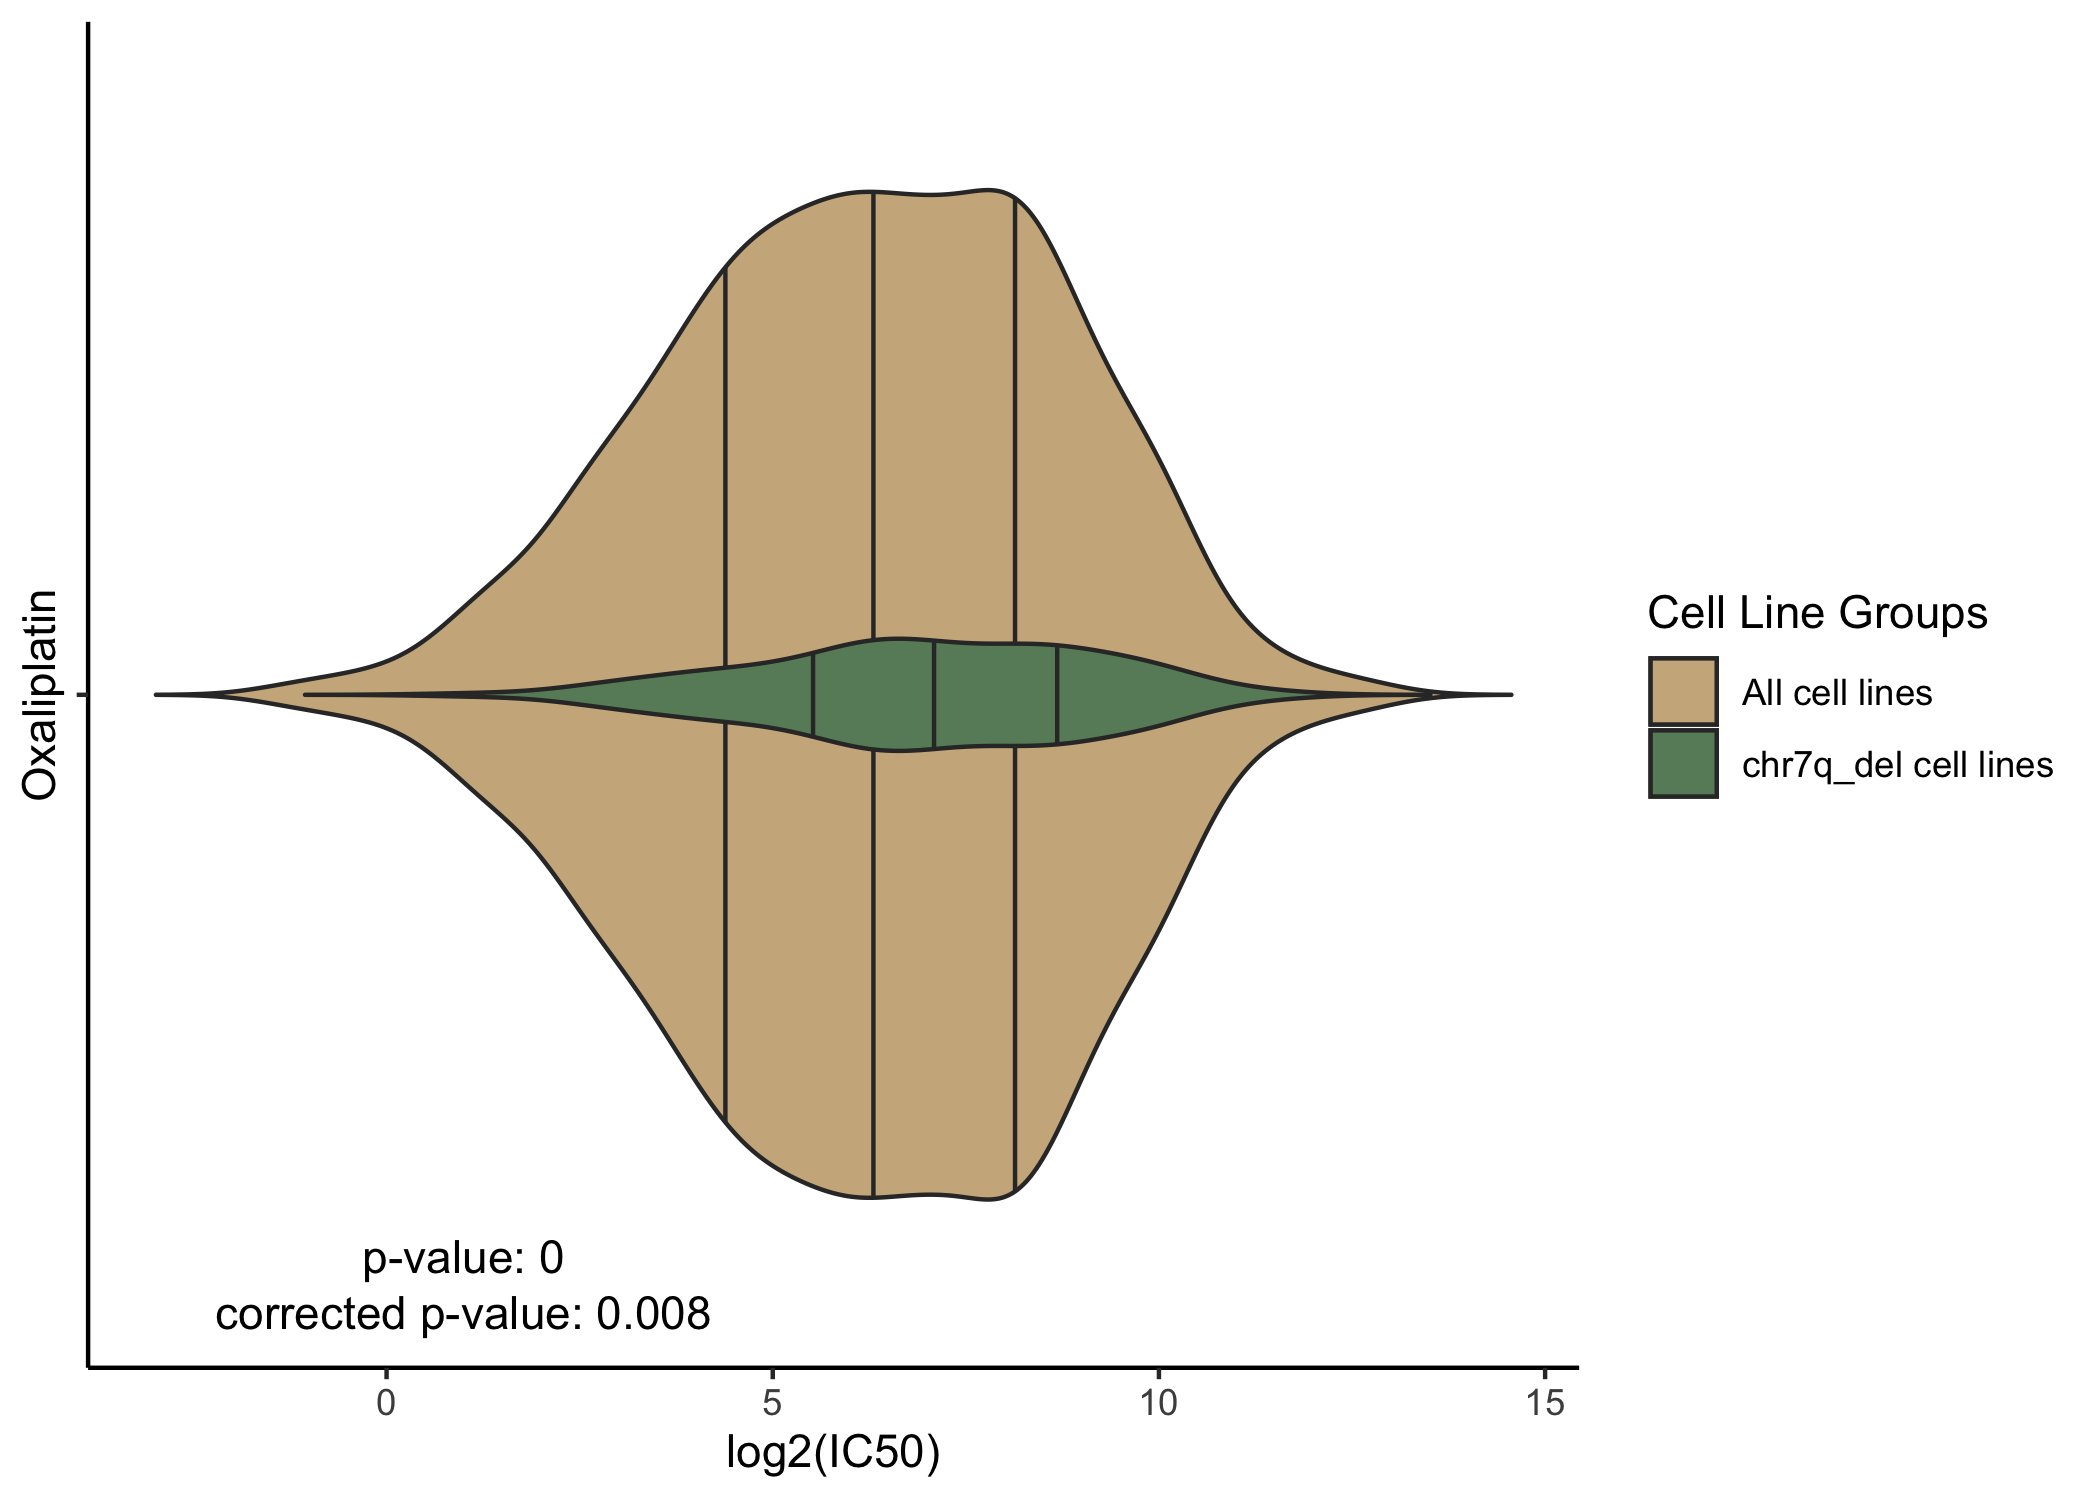 Oxaliplatin
p-value: 0
corrected p-value: 0.008
0 5 10 15
log2(IC50)
Cell Line Groups
All cell lines
chr7q_del cell lines